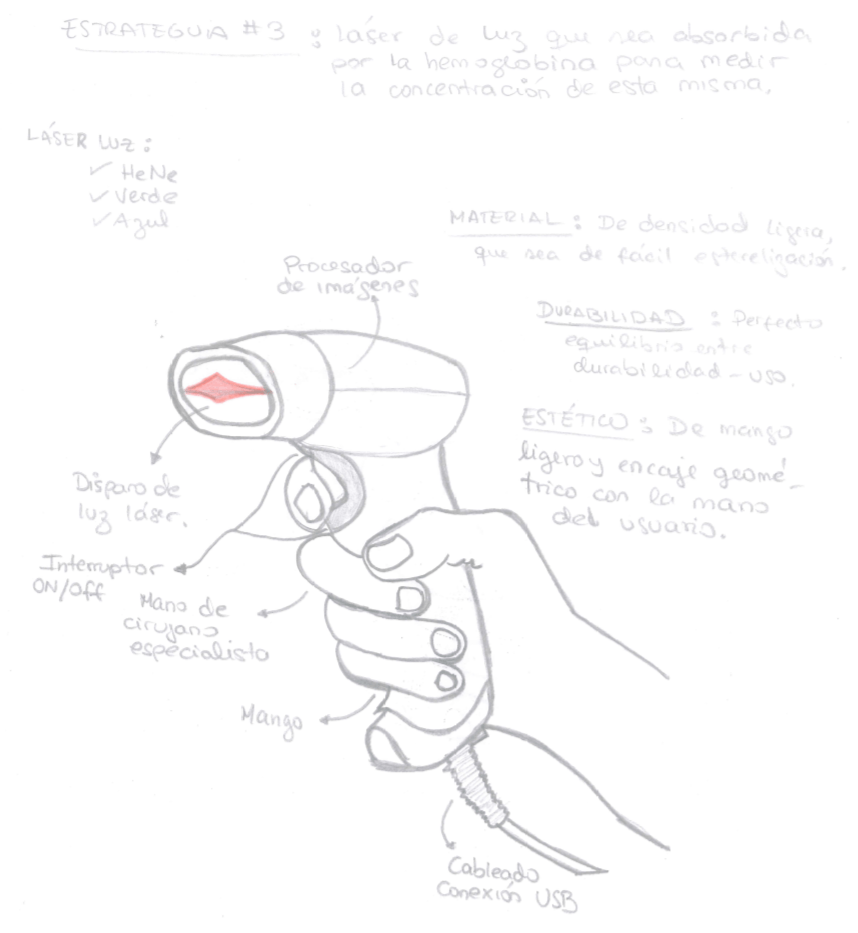 ESTRATEGUIA #3 : láser de luz que sea absorbida
por la hemoglobina para medir
la concentración de esta misma.
LÁSER LUZ :
✓ HeNe
✓ Verde
✓ Azul
MATERIAL : De densidad ligera,
que sea de fácil esterelización.
Procesador
de imágenes
DURABILIDAD : Perfecto
equilibrio entre
durabilidad - uso.
ESTÉTICO : De mango
ligero y encaje geomé-
trico con la mano
del usuario.
Disparo de
luz láser.
Interruptor
ON/Off
Mano de
cirujano
especialista
Mango
Cableado
Conexión USB